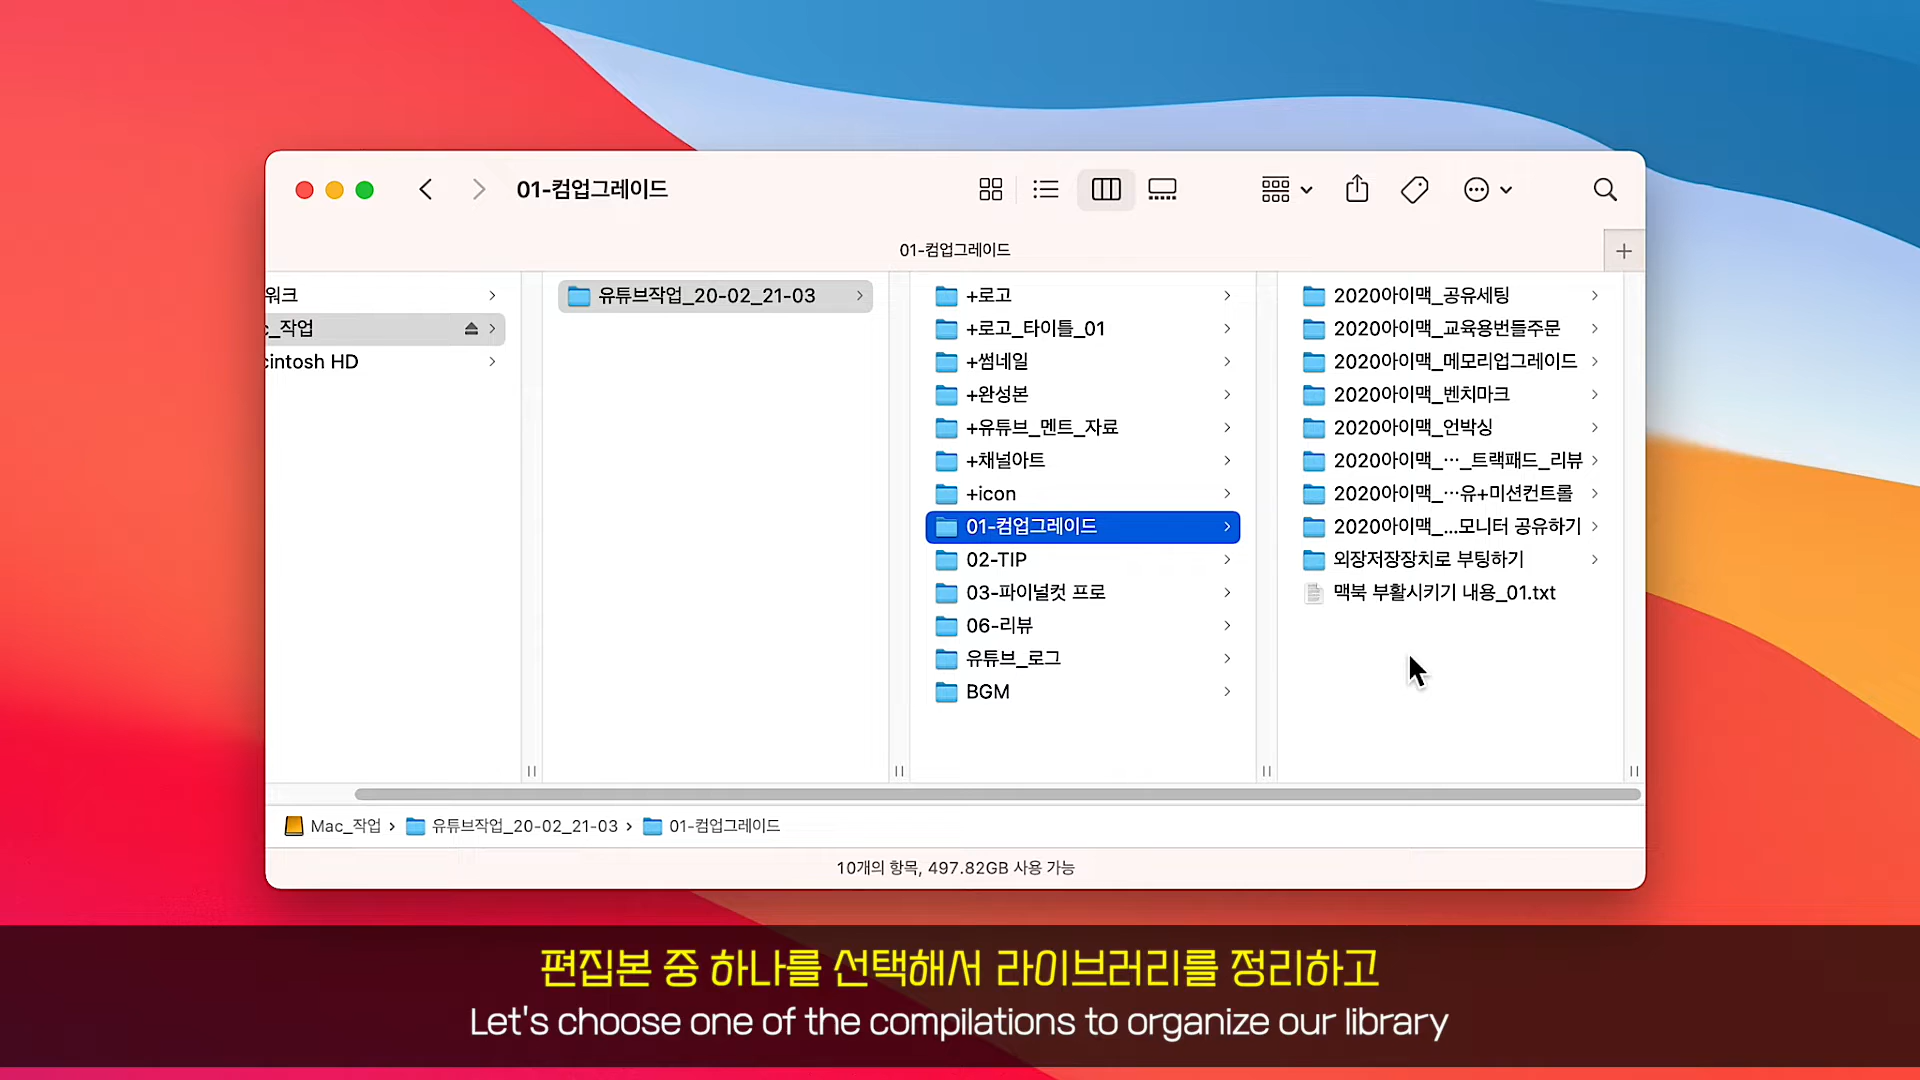 01-컴업그레이드
01-컴업그레이드
워크
_작업
cintosh HD
유튜브작업_20-02_21-03
+로고
+로고_타이틀_01
+썸네일
+완성본
+유튜브_멘트_자료
+채널아트
+icon
01-컴업그레이드
02-TIP
03-파이널컷 프로
06-리뷰
유튜브_로그
BGM
2020아이맥_공유세팅
2020아이맥_교육용번들주문
2020아이맥_메모리업그레이드
2020아이맥_벤치마크
2020아이맥_언박싱
2020아이맥_…_트랙패드_리뷰
2020아이맥_…유+미션컨트롤
2020아이맥_...모니터 공유하기
외장저장장치로 부팅하기
맥북 부활시키기 내용_01.txt
Mac_작업 › 유튜브작업_20-02_21-03 › 01-컴업그레이드
10개의 항목, 497.82GB 사용 가능
편집본 중 하나를 선택해서 라이브러리를 정리하고
Let's choose one of the compilations to organize our library